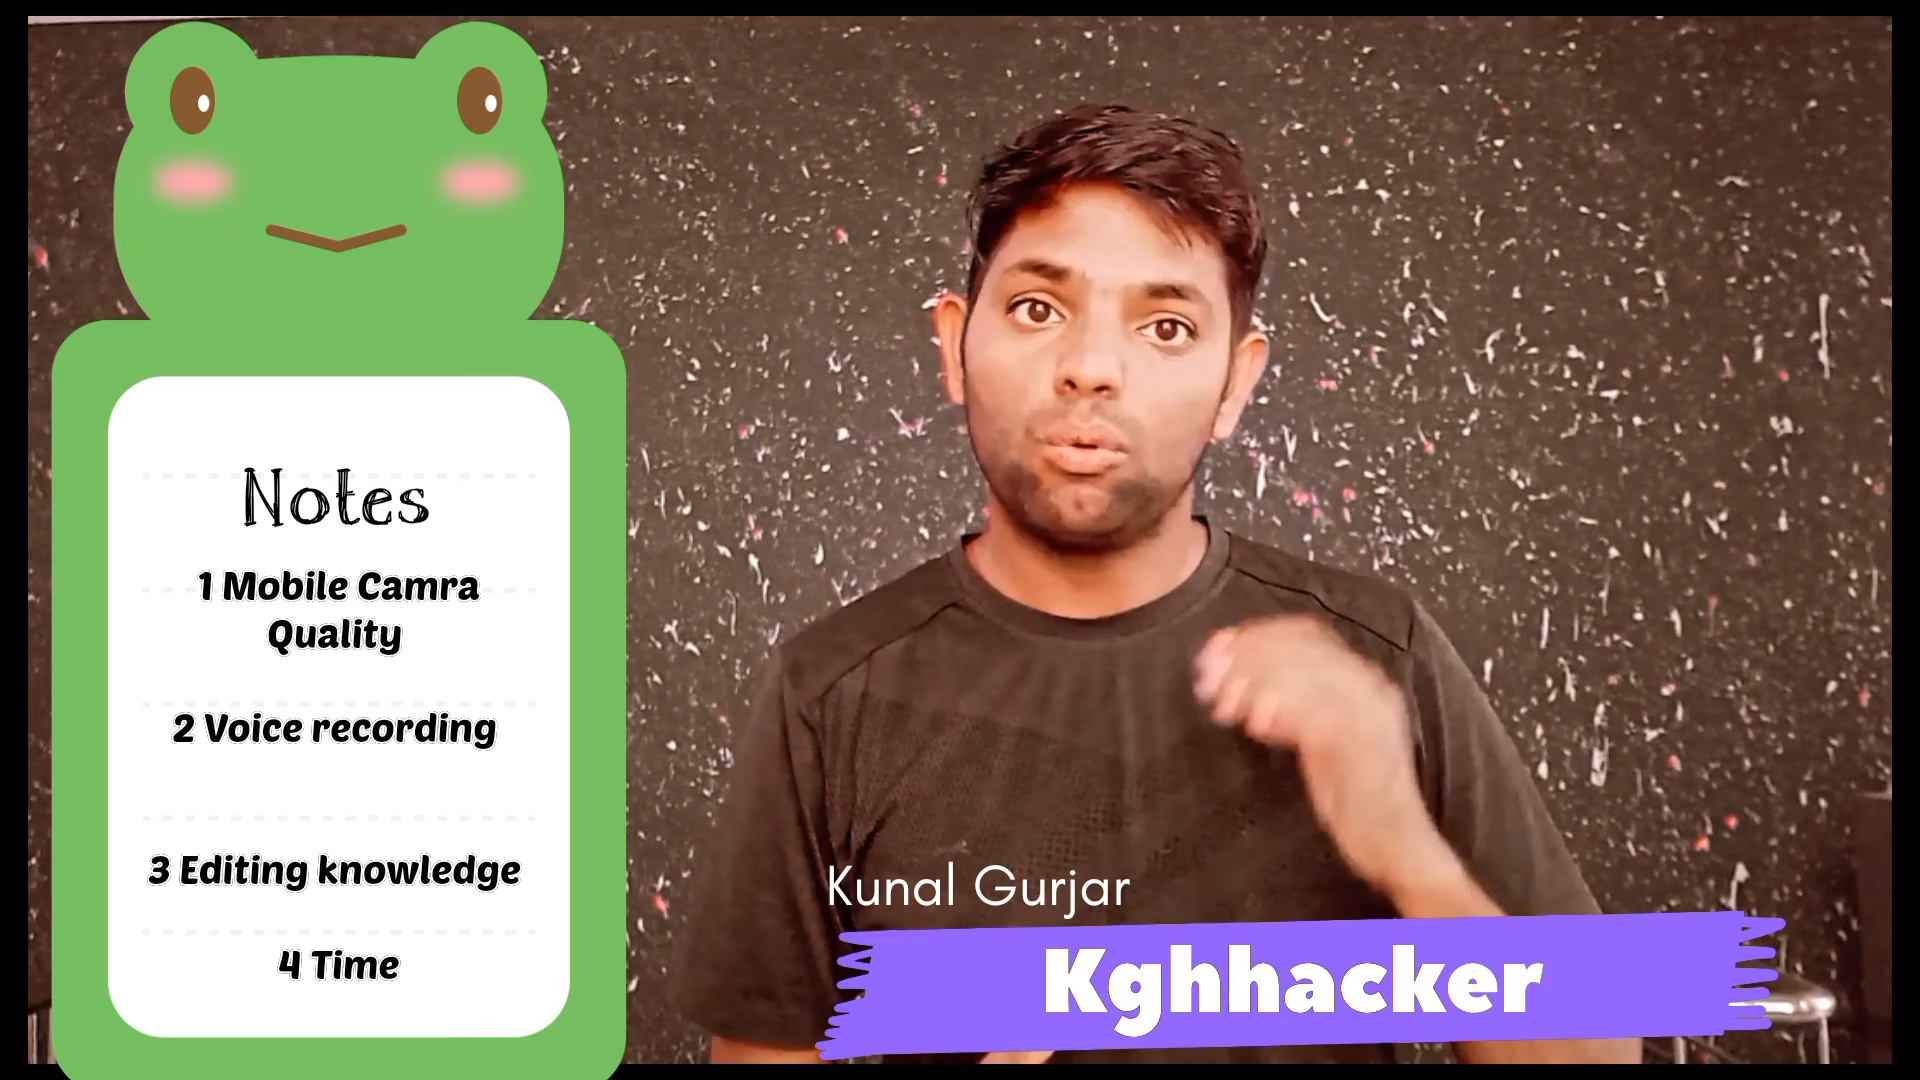 Notes
1 Mobile Camra
Quality
2 Voice recording
3 Editing knowledge
4 Time
Kunal Gurjar
Kghhacker